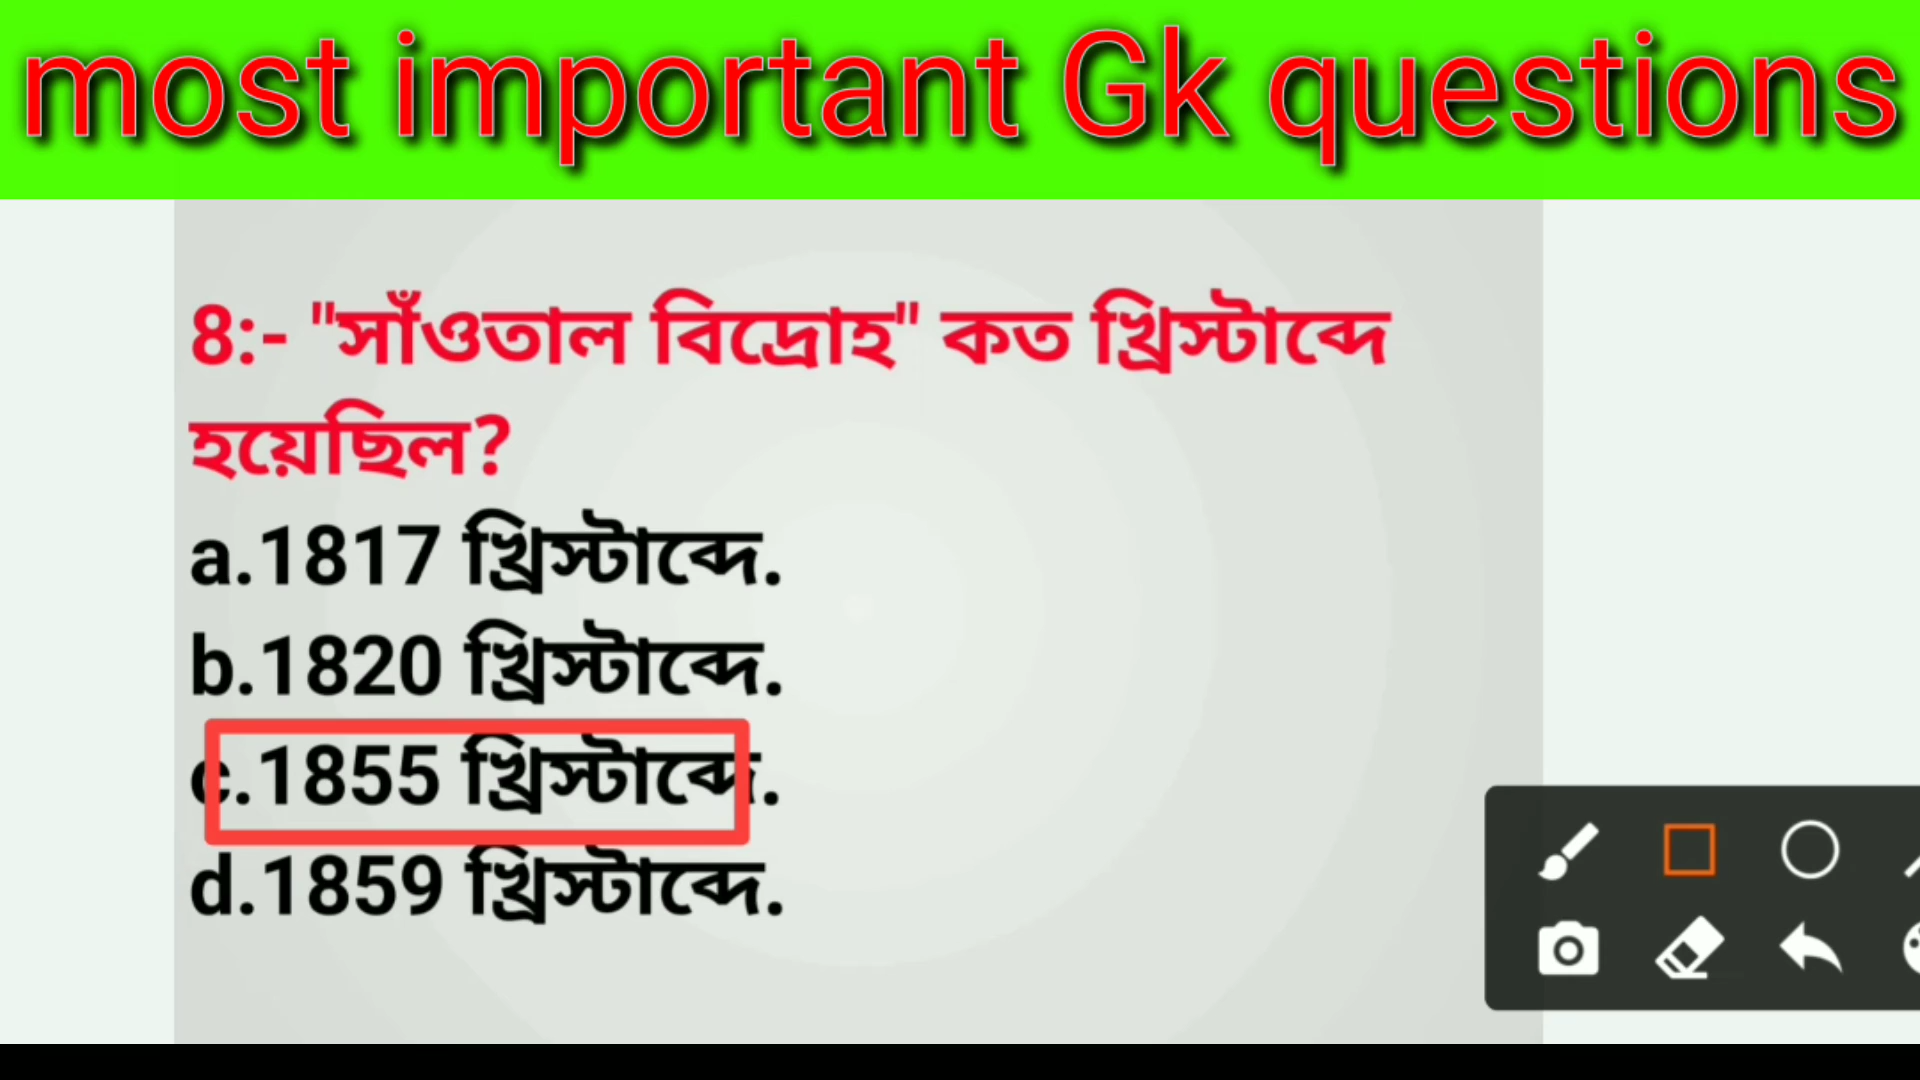 most important Gk questions
8:- "সাঁওতাল বিদ্রোহ" কত খ্রিস্টাব্দে
হয়েছিল?
a.1817 খ্রিস্টাব্দে.
b.1820 খ্রিস্টাব্দে.
c.1855 খ্রিস্টাব্দে.
d.1859 খ্রিস্টাব্দে.